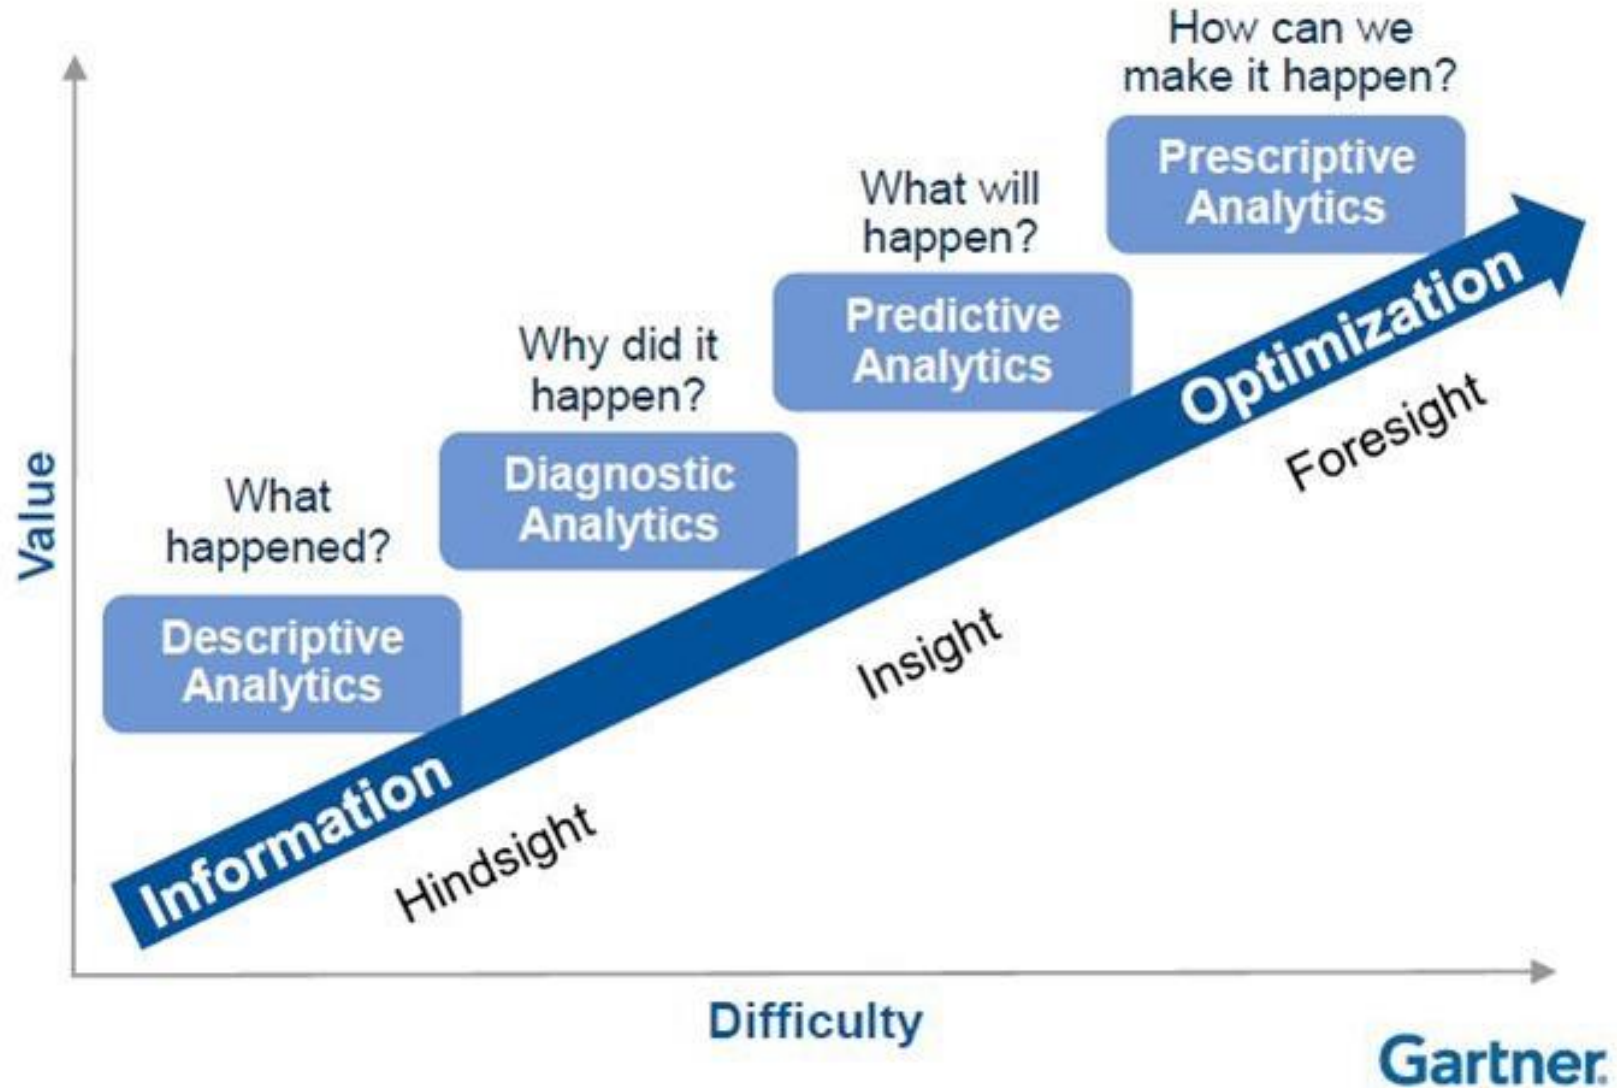 How can we
make it happen?
Prescriptive
Analytics
What will
happen?
Predictive
Analytics
Why did it
happen?
Diagnostic
Analytics
What
happened?
Descriptive
Analytics
Value
Information
Optimization
Hindsight
Insight
Foresight
Difficulty
Gartner.